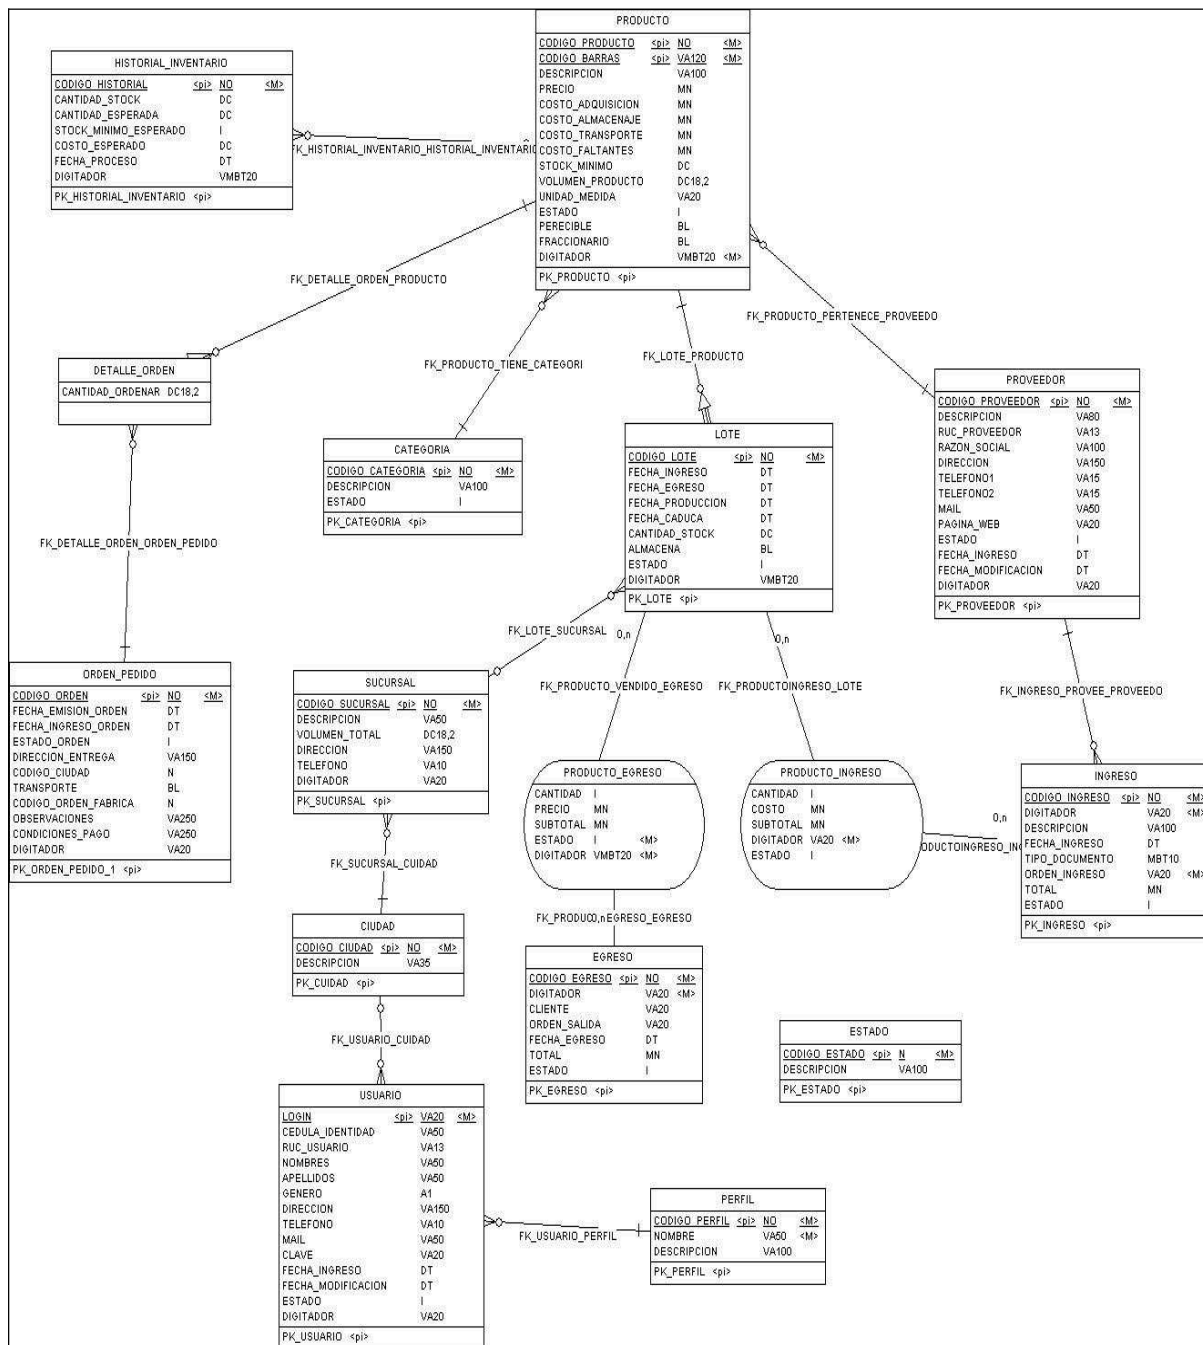 PRODUCTO
CODIGO_PRODUCTO <pi> NO <M>
CODIGO_BARRAS <pi> VA120 <M>
DESCRIPCION VA100
PRECIO MN
COSTO_ADQUISICION MN
COSTO_ALMACENAJE MN
COSTO_TRANSPORTE MN
COSTO_FALTANTES MN
STOCK_MINIMO DC
VOLUMEN_PRODUCTO DC18,2
UNIDAD_MEDIDA VA20
ESTADO I
PERECIBLE BL
FRACCIONARIO BL
DIGITADOR VMBT20 <M>
PK_PRODUCTO <pi>
HISTORIAL_INVENTARIO
CODIGO_HISTORIAL <pi> NO <M>
CANTIDAD_STOCK DC
CANTIDAD_ESPERADA DC
STOCK_MINIMO_ESPERADO I
COSTO_ESPERADO DC
FECHA_PROCESO DT
DIGITADOR VMBT20
PK_HISTORIAL_INVENTARIO <pi>
FK_HISTORIAL_INVENTARIO_HISTORIAL_INVENTARIO
FK_DETALLE_ORDEN_PRODUCTO
FK_PRODUCTO_TIENE_CATEGORI
FK_LOTE_PRODUCTO
FK_PRODUCTO_PERTENECE_PROVEEDO
DETALLE_ORDEN
CANTIDAD_ORDENAR DC18,2
CATEGORIA
CODIGO_CATEGORIA <pi> NO <M>
DESCRIPCION VA100
ESTADO I
PK_CATEGORIA <pi>
LOTE
CODIGO_LOTE <pi> NO <M>
FECHA_INGRESO DT
FECHA_EGRESO DT
FECHA_PRODUCCION DT
FECHA_CADUCA DT
CANTIDAD_STOCK DC
ALMACENA BL
ESTADO I
DIGITADOR VMBT20
PK_LOTE <pi>
PROVEEDOR
CODIGO_PROVEEDOR <pi> NO <M>
DESCRIPCION VA80
RUC_PROVEEDOR VA13
RAZON_SOCIAL VA100
DIRECCION VA150
TELEFONO1 VA15
TELEFONO2 VA15
MAIL VA50
PAGINA_WEB VA20
ESTADO I
FECHA_INGRESO DT
FECHA_MODIFICACION DT
DIGITADOR VA20
PK_PROVEEDOR <pi>
FK_DETALLE_ORDEN_ORDEN_PEDIDO
FK_LOTE_SUCURSAL
0,n
0,n
FK_PRODUCTO_VENDIDO_EGRESO
FK_PRODUCTOINGRESO_LOTE
FK_INGRESO_PROVEE_PROVEEDO
ORDEN_PEDIDO
CODIGO_ORDEN <pi> NO <M>
FECHA_EMISION_ORDEN DT
FECHA_INGRESO_ORDEN DT
ESTADO_ORDEN I
DIRECCION_ENTREGA VA150
CODIGO_CIUDAD N
TRANSPORTE BL
CODIGO_ORDEN_FABRICA N
OBSERVACIONES VA250
CONDICIONES_PAGO VA250
DIGITADOR VA20
PK_ORDEN_PEDIDO_1 <pi>
SUCURSAL
CODIGO_SUCURSAL <pi> NO <M>
DESCRIPCION VA50
VOLUMEN_TOTAL DC18,2
DIRECCION VA150
TELEFONO VA10
DIGITADOR VA20
PK_SUCURSAL <pi>
PRODUCTO_EGRESO
CANTIDAD I
PRECIO MN
SUBTOTAL MN
ESTADO I <M>
DIGITADOR VMBT20 <M>
PRODUCTO_INGRESO
CANTIDAD I
COSTO MN
SUBTOTAL MN
DIGITADOR VA20 <M>
ESTADO I
0,n
ODUCTOINGRESO_ING
INGRESO
CODIGO_INGRESO <pi> NO <M>
DIGITADOR VA20 <M>
DESCRIPCION VA100
FECHA_INGRESO DT
TIPO_DOCUMENTO MBT10
ORDEN_INGRESO VA20 <M>
TOTAL MN
ESTADO I
PK_INGRESO <pi>
FK_SUCURSAL_CUIDAD
FK_PRODUC0,nEGRESO_EGRESO
CIUDAD
CODIGO_CIUDAD <pi> NO <M>
DESCRIPCION VA35
PK_CUIDAD <pi>
EGRESO
CODIGO_EGRESO <pi> NO <M>
DIGITADOR VA20 <M>
CLIENTE VA20
ORDEN_SALIDA VA20
FECHA_EGRESO DT
TOTAL MN
ESTADO I
PK_EGRESO <pi>
ESTADO
CODIGO_ESTADO <pi> N <M>
DESCRIPCION VA100
PK_ESTADO <pi>
FK_USUARIO_CUIDAD
USUARIO
LOGIN <pi> VA20 <M>
CEDULA_IDENTIDAD VA50
RUC_USUARIO VA13
NOMBRES VA50
APELLIDOS VA50
GENERO A1
DIRECCION VA150
TELEFONO VA10
MAIL VA50
CLAVE VA20
FECHA_INGRESO DT
FECHA_MODIFICACION DT
ESTADO I
DIGITADOR VA20
PK_USUARIO <pi>
FK_USUARIO_PERFIL
PERFIL
CODIGO_PERFIL <pi> NO <M>
NOMBRE VA50 <M>
DESCRIPCION VA100
PK_PERFIL <pi>